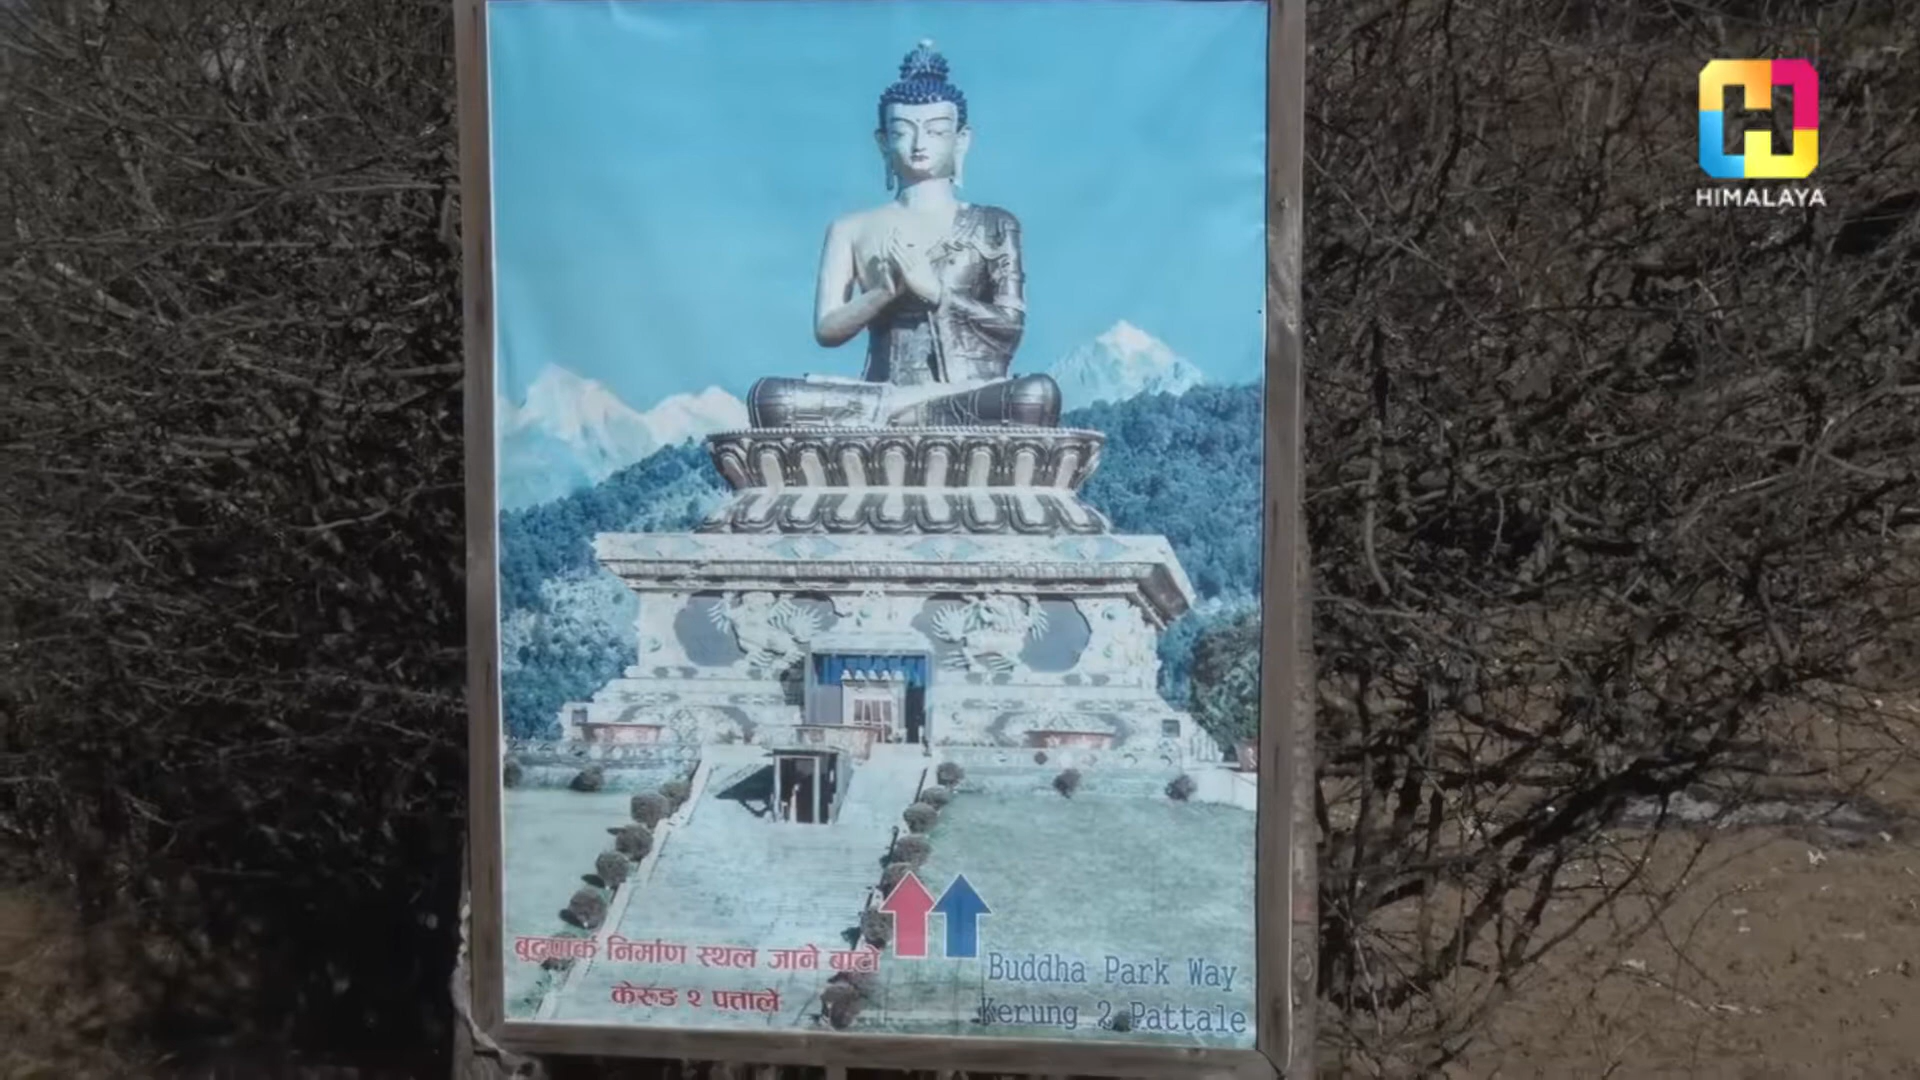 HIMALAYA
बुद्धपार्क निर्माण स्थल जाने बाटो
केरुङ २ पत्ताले
Buddha Park Way
Kerung 2 Pattale